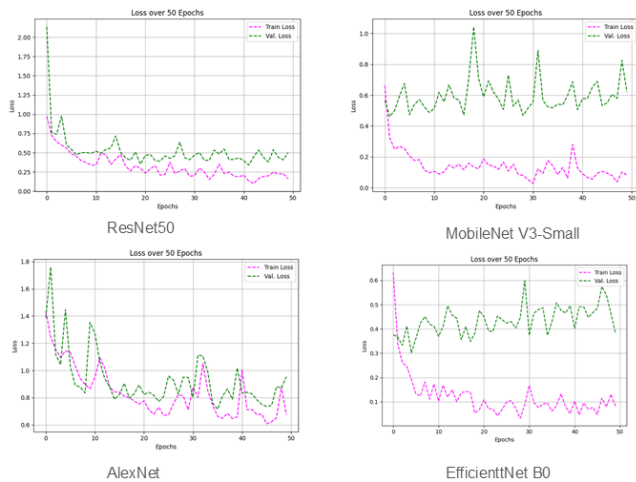 Loss over 50 Epochs
Train Loss
Val. Loss
2.00
1.75
1.50
1.25
1.00
0.75
0.50
0.25
0.00
Loss
0 10 20 30 40 50
Epochs
ResNet50
Loss over 50 Epochs
Train Loss
Val. Loss
1.0
0.8
0.6
0.4
0.2
0.0
Loss
0 10 20 30 40 50
Epochs
MobileNet V3-Small
Loss over 50 Epochs
Train Loss
Val. Loss
1.8
1.6
1.4
1.2
1.0
0.8
0.6
Loss
0 10 20 30 40 50
Epochs
AlexNet
Loss over 50 Epochs
Train Loss
Val. Loss
0.6
0.5
0.4
0.3
0.2
0.1
Loss
0 10 20 30 40 50
Epochs
EfficienttNet B0